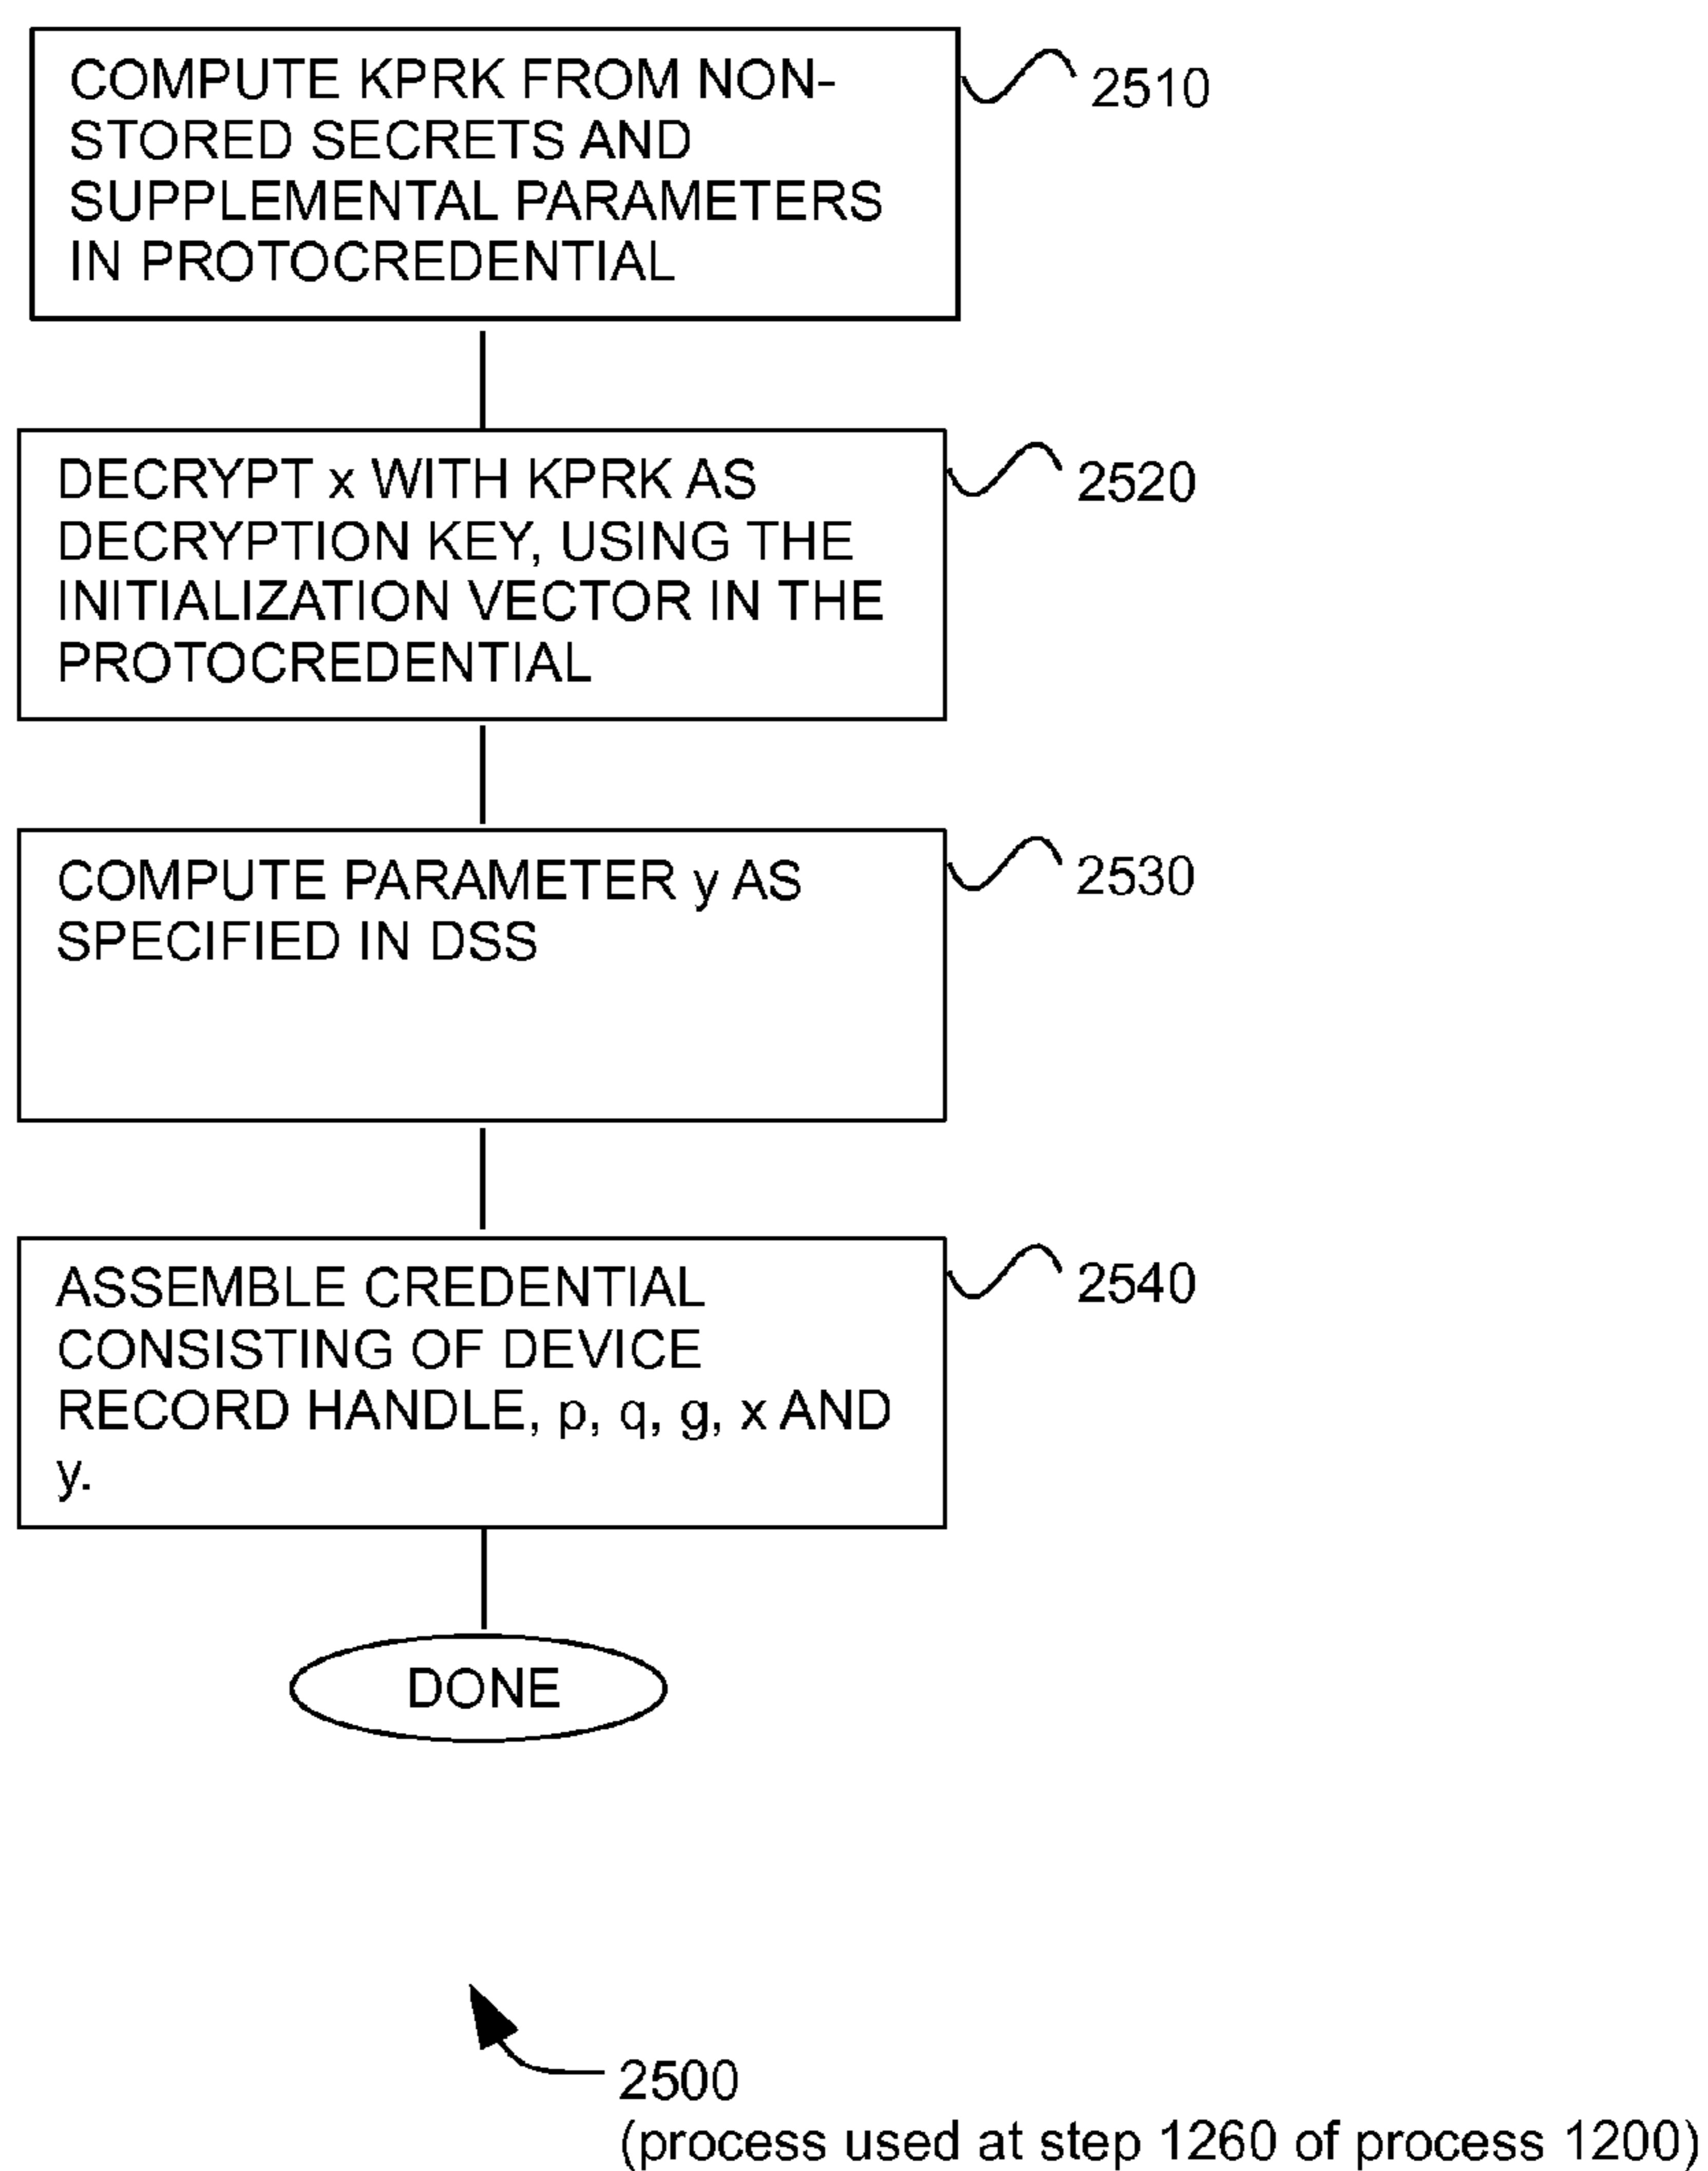 COMPUTE KPRK FROM NON-
STORED SECRETS AND
SUPPLEMENTAL PARAMETERS
IN PROTOCREDENTIAL
2510
DECRYPT x WITH KPRK AS
DECRYPTION KEY, USING THE
INITIALIZATION VECTOR IN THE
PROTOCREDENTIAL
2520
COMPUTE PARAMETER y AS
SPECIFIED IN DSS
2530
ASSEMBLE CREDENTIAL
CONSISTING OF DEVICE
RECORD HANDLE, p, q, g, x AND
y.
2540
DONE
2500
(process used at step 1260 of process 1200)